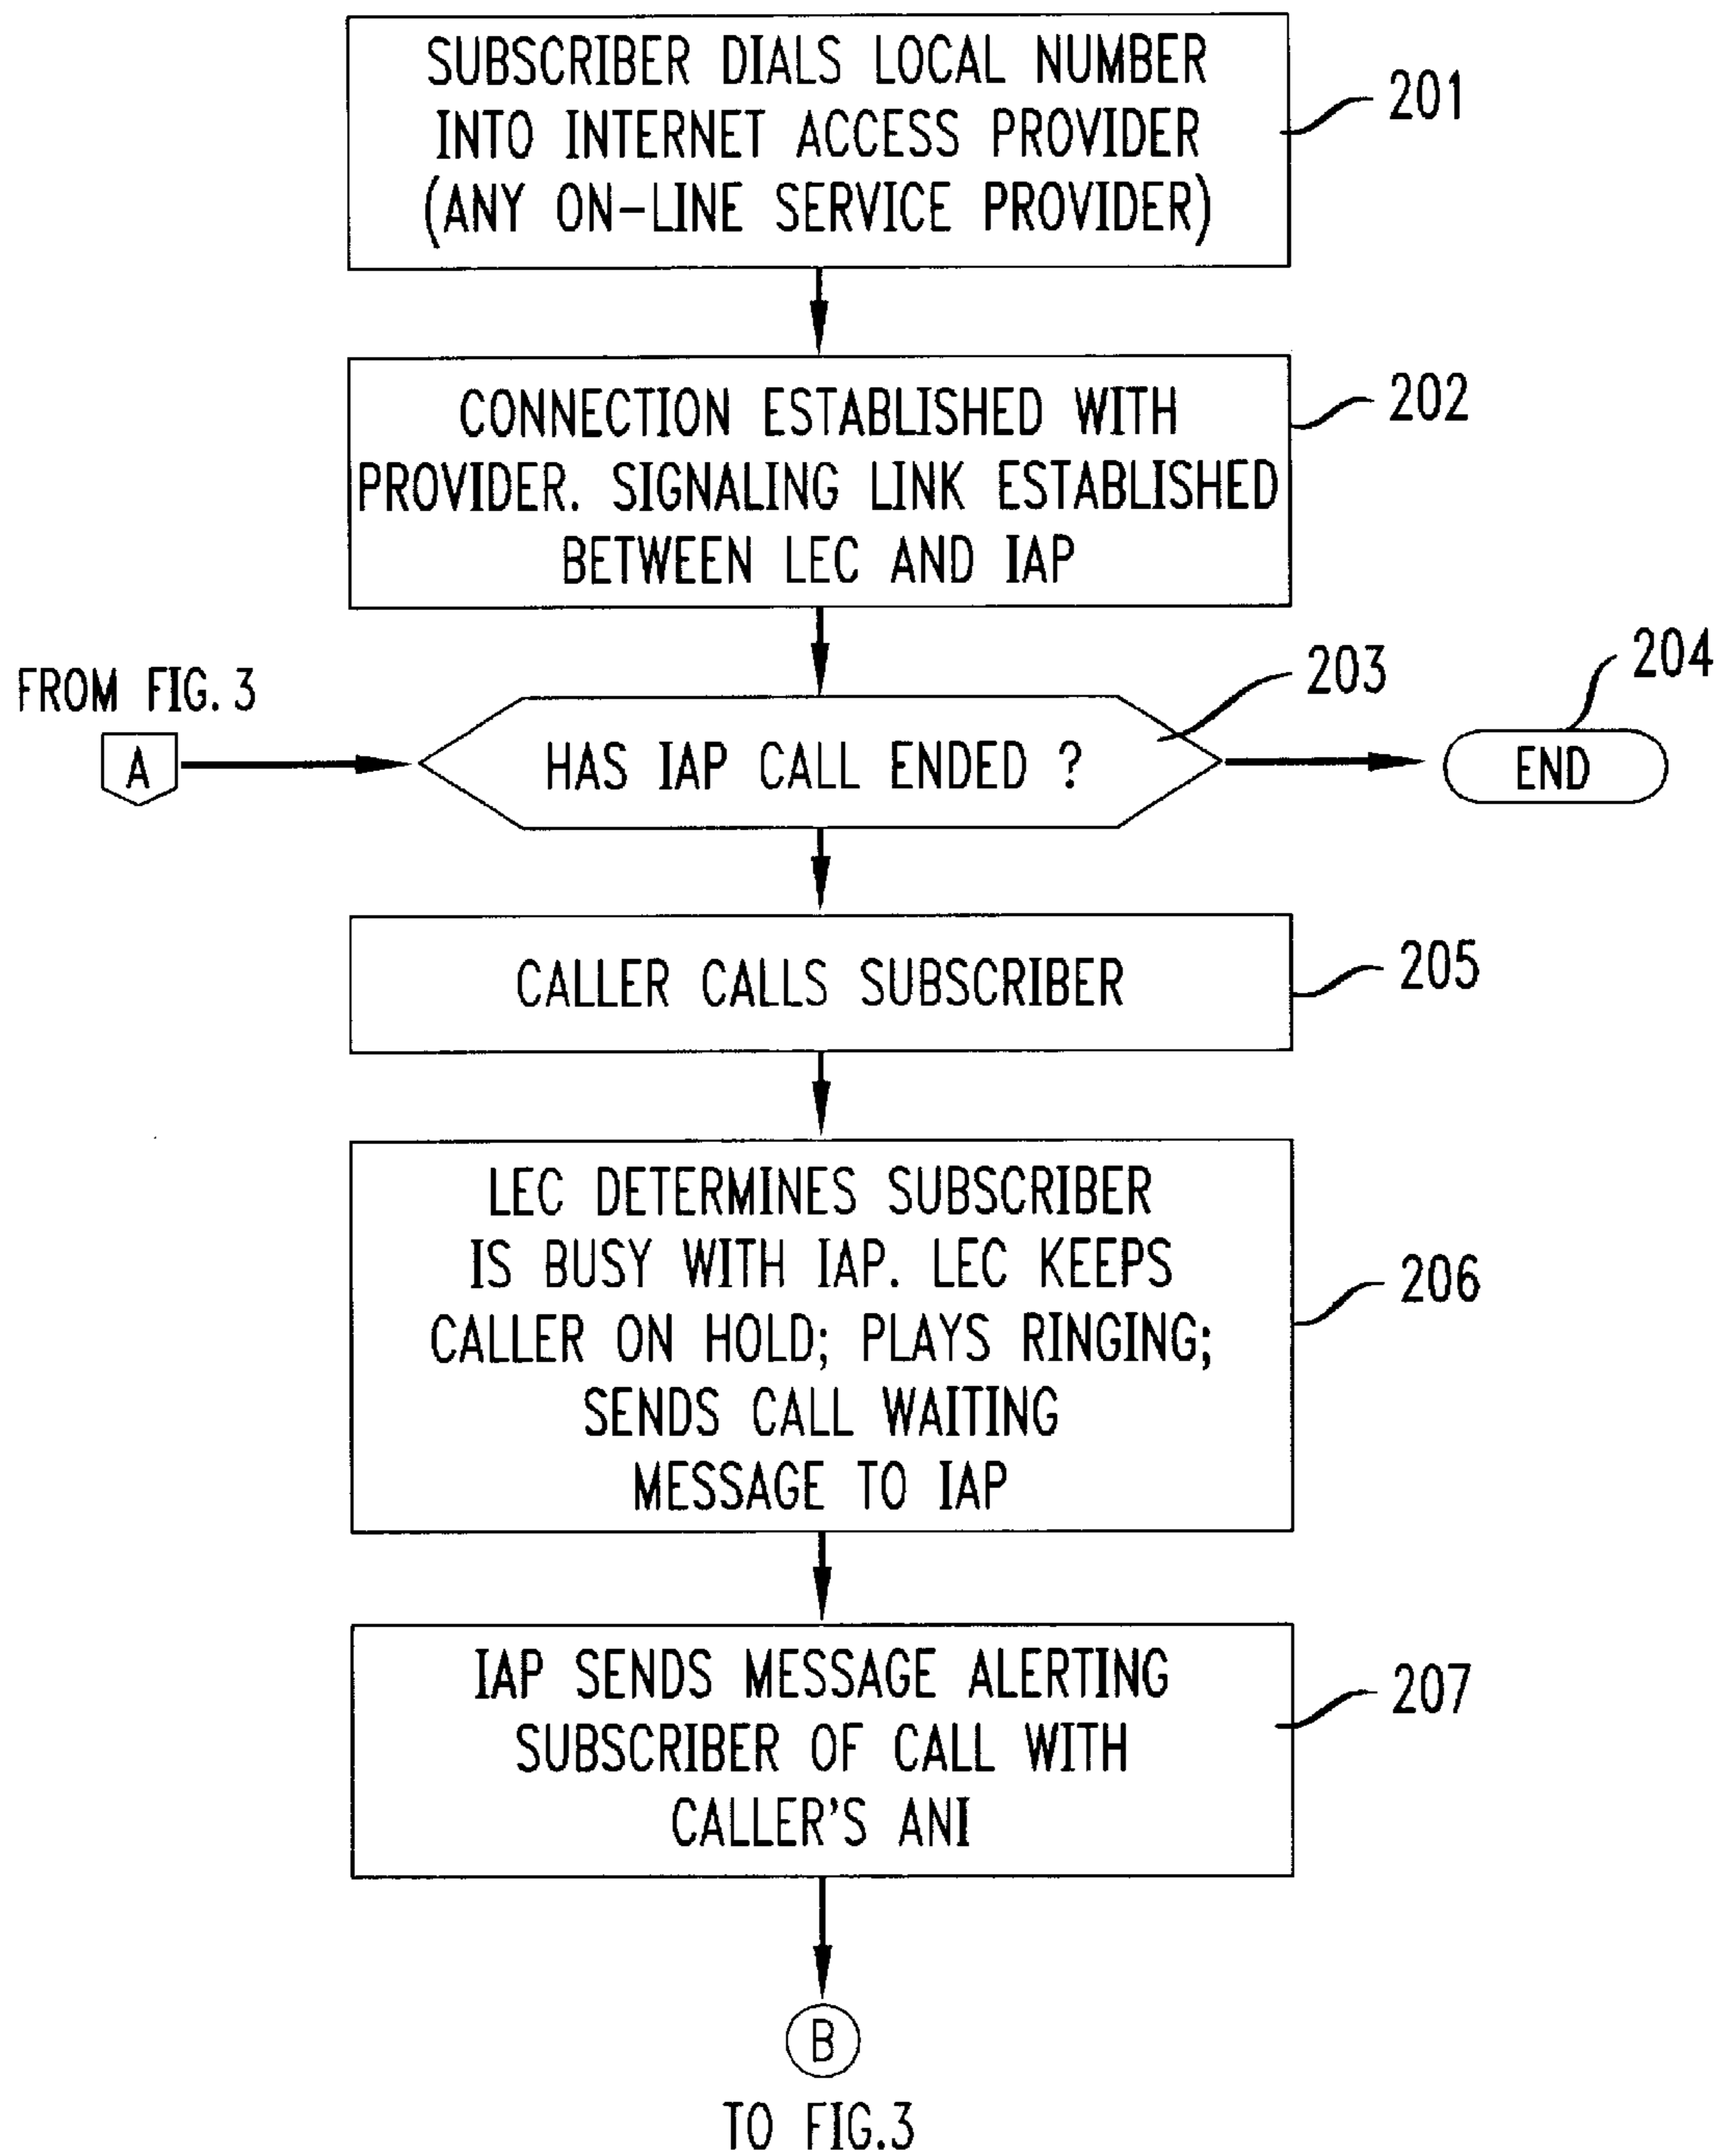 SUBSCRIBER DIALS LOCAL NUMBER
INTO INTERNET ACCESS PROVIDER
(ANY ON-LINE SERVICE PROVIDER)
201
CONNECTION ESTABLISHED WITH
PROVIDER. SIGNALING LINK ESTABLISHED
BETWEEN LEC AND IAP
202
FROM FIG. 3
A
HAS IAP CALL ENDED ?
203
204
END
CALLER CALLS SUBSCRIBER
205
LEC DETERMINES SUBSCRIBER
IS BUSY WITH IAP. LEC KEEPS
CALLER ON HOLD; PLAYS RINGING;
SENDS CALL WAITING
MESSAGE TO IAP
206
IAP SENDS MESSAGE ALERTING
SUBSCRIBER OF CALL WITH
CALLER'S ANI
207
B
TO FIG.3